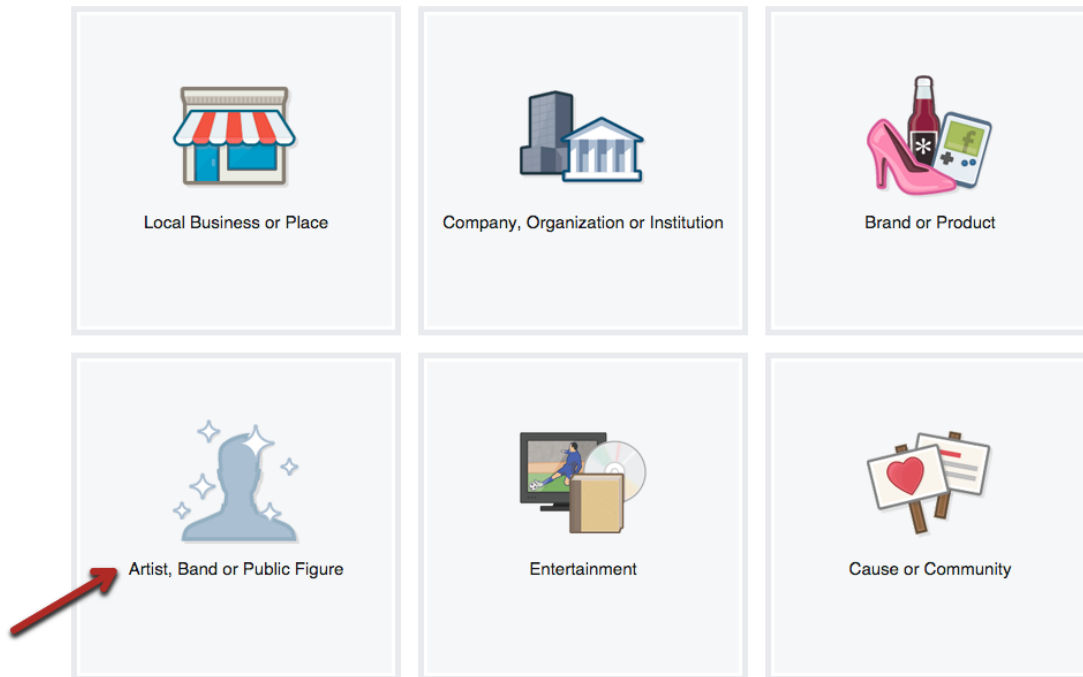 Local Business or Place
Company, Organization or Institution
Brand or Product
Artist, Band or Public Figure
Entertainment
Cause or Community